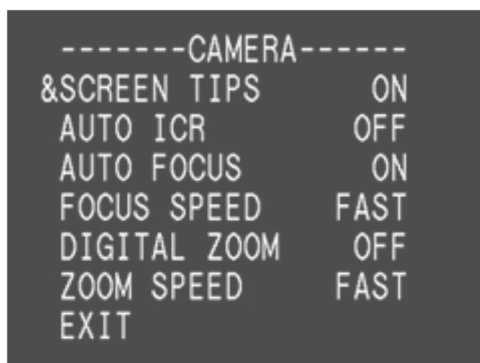 -------CAMERA------
&SCREEN TIPS ON
AUTO ICR OFF
AUTO FOCUS ON
FOCUS SPEED FAST
DIGITAL ZOOM OFF
ZOOM SPEED FAST
EXIT